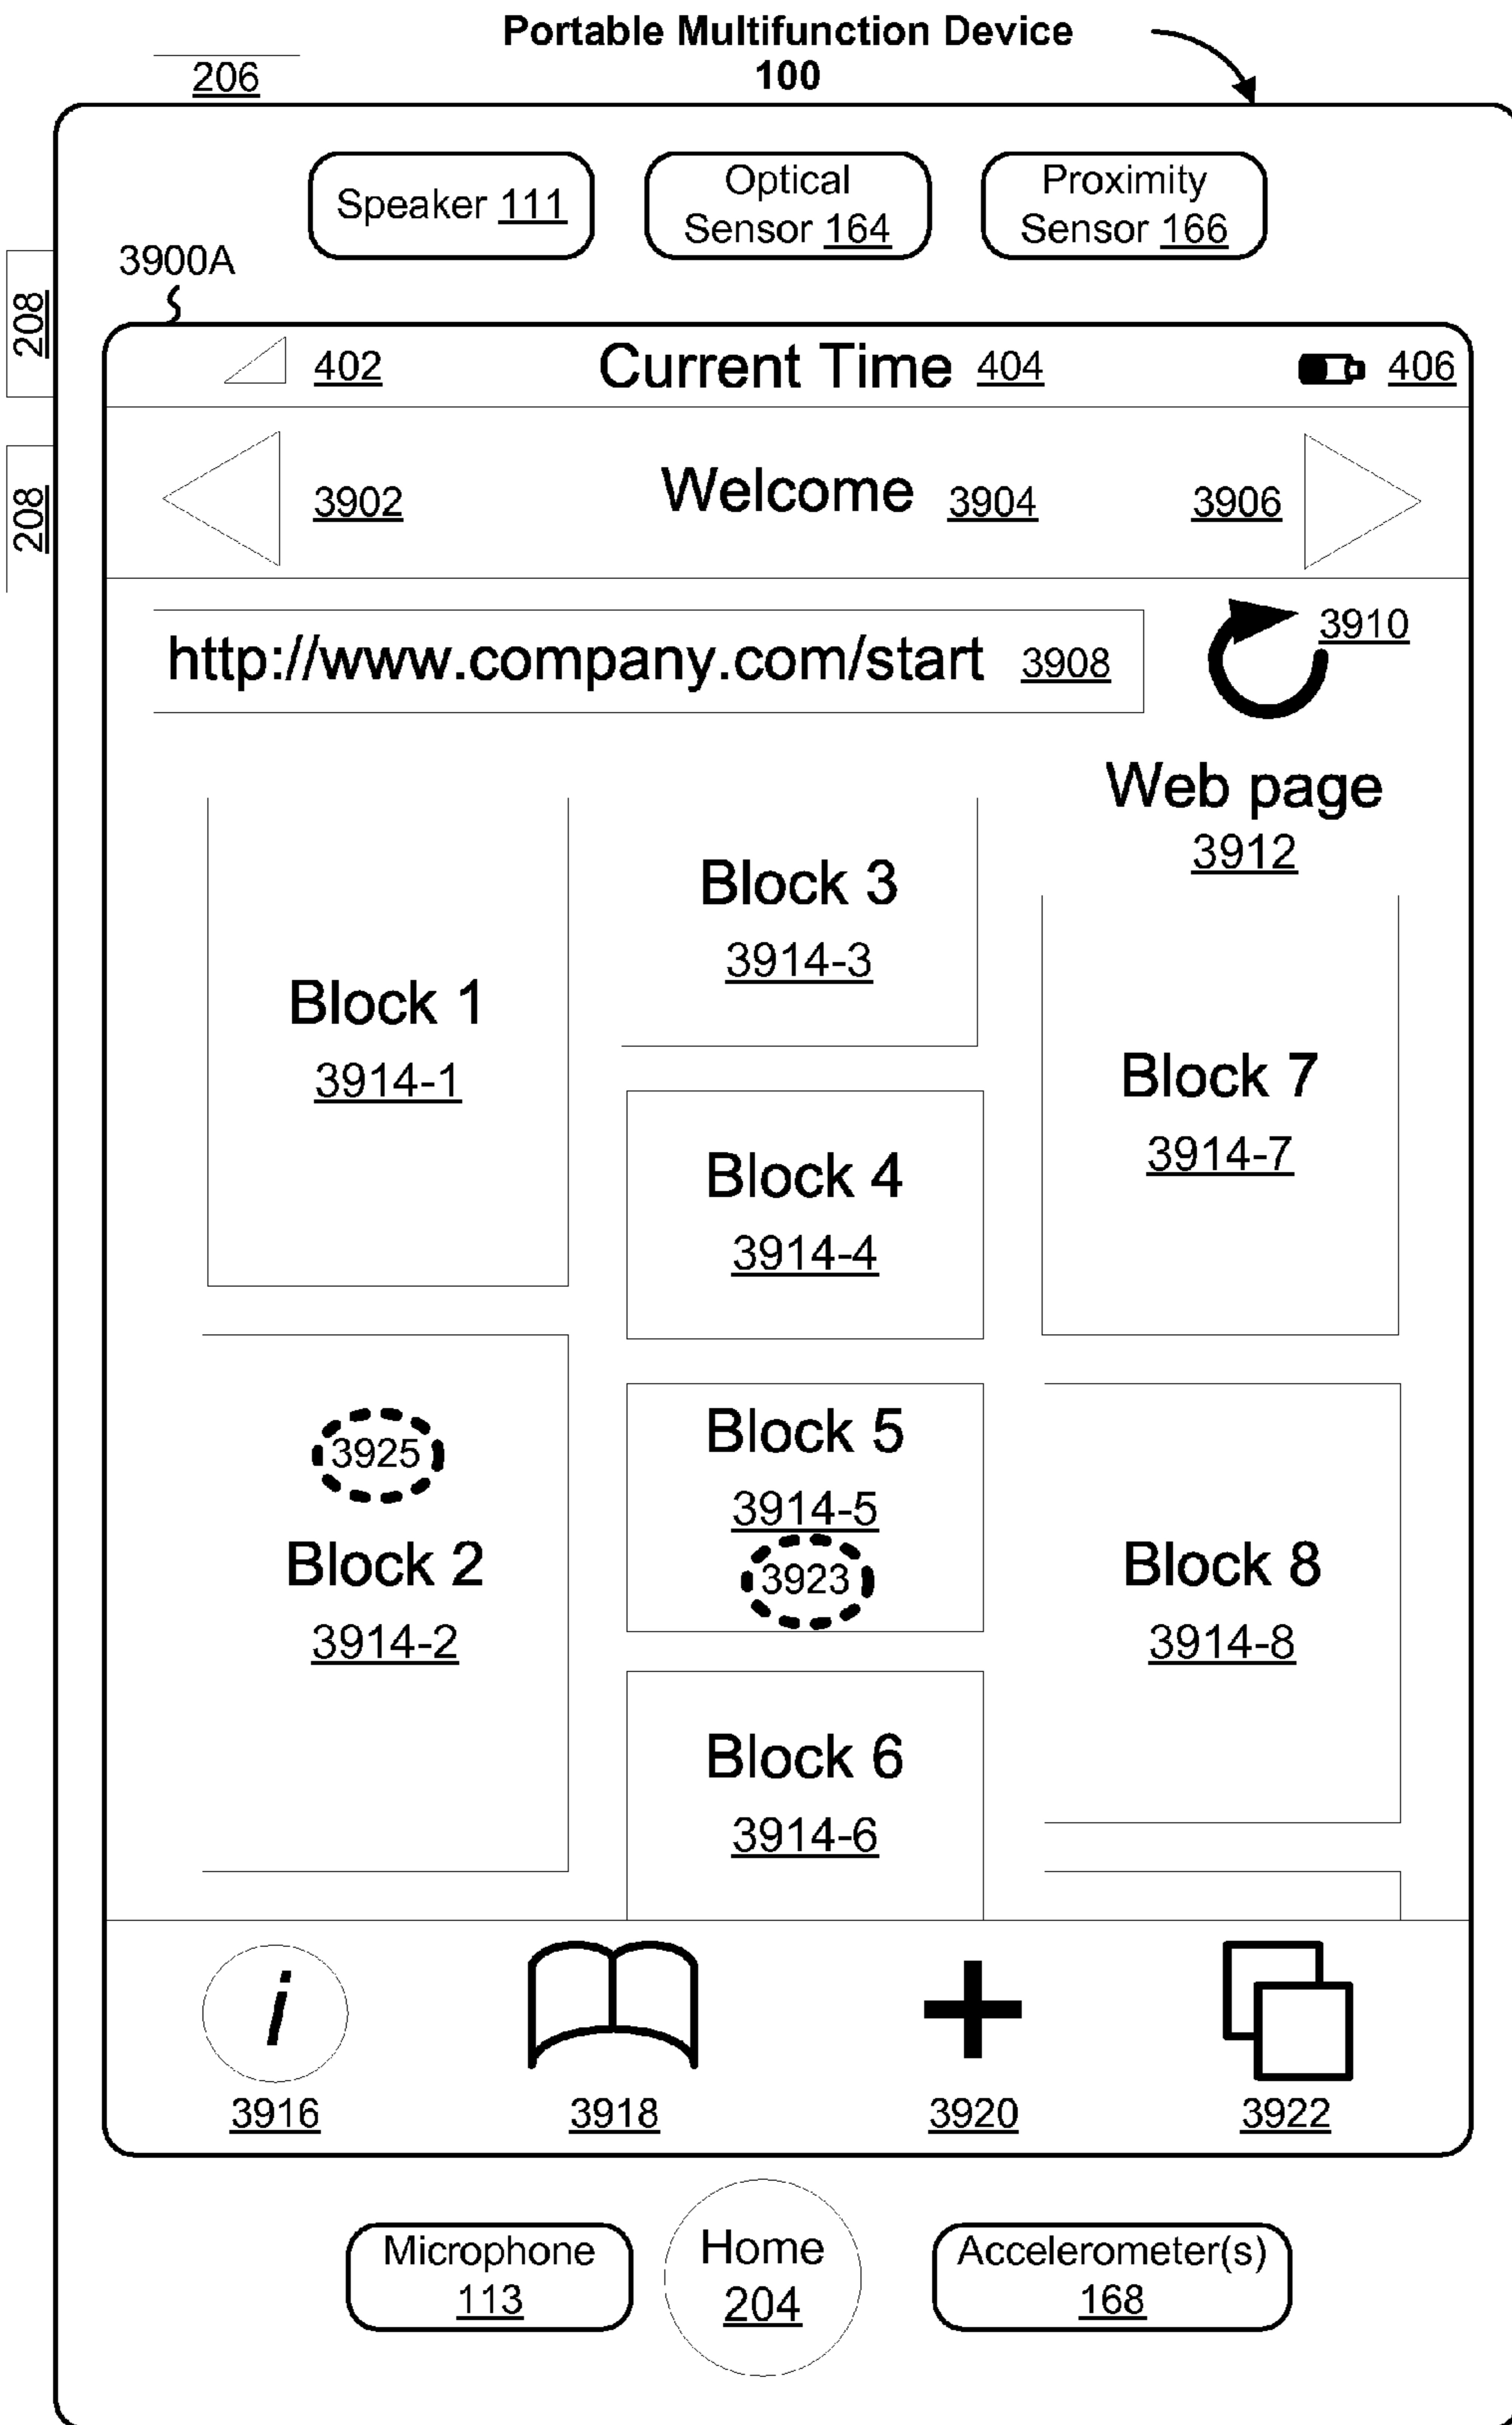 Portable Multifunction Device
100
206
Speaker 111
Optical
Sensor 164
Proximity
Sensor 166
3900A
208
208
402
Current Time 404
406
3902
Welcome 3904
3906
http://www.company.com/start 3908
3910
Web page
3912
Block 1
3914-1
Block 3
3914-3
Block 4
3914-4
Block 7
3914-7
3925
Block 2
3914-2
Block 5
3914-5
3923
Block 6
3914-6
Block 8
3914-8
i
3916
3918
3920
3922
Microphone
113
Home
204
Accelerometer(s)
168